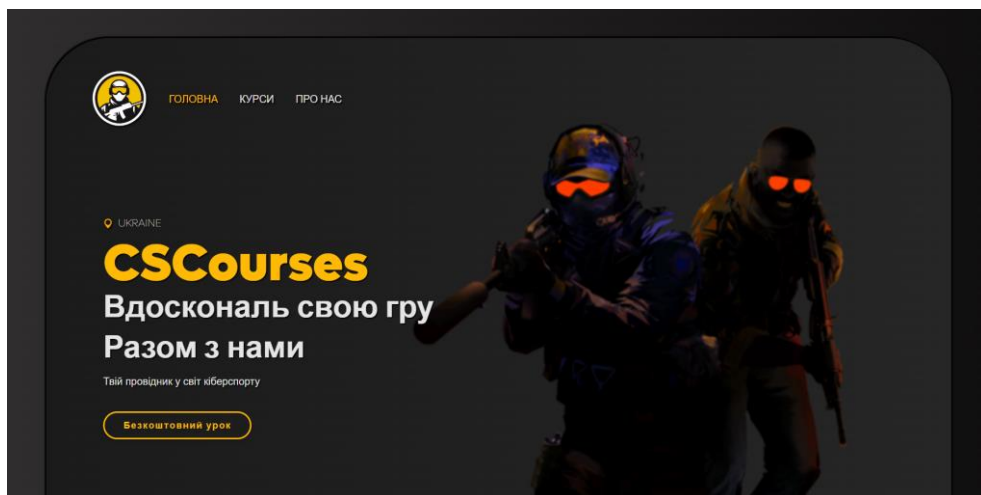 ГОЛОВНА КУРСИ ПРО НАС
UKRAINE
CSCourses
Вдоскональ свою гру
Разом з нами
Твій провідник у світ кіберспорту
Безкоштовний урок